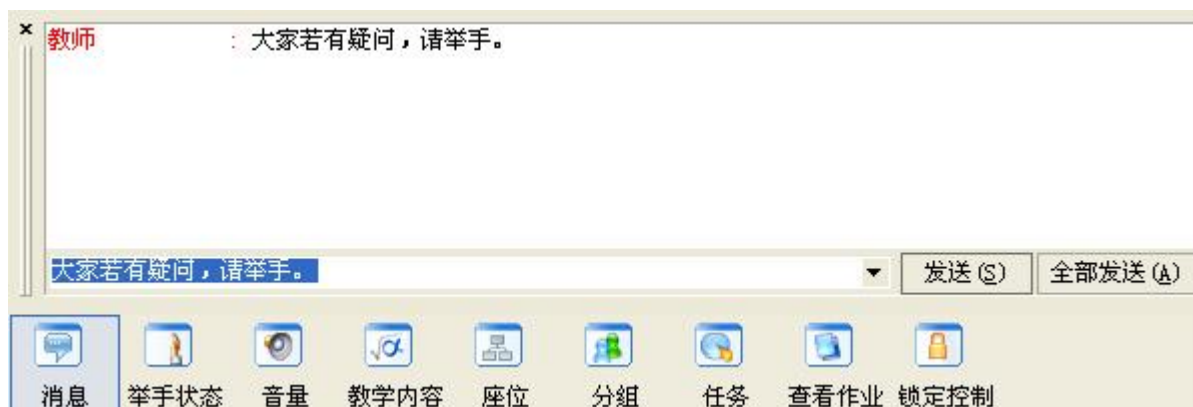 教师 : 大家若有疑问，请举手。
大家若有疑问，请举手。 发送(S) 全部发送(A)
消息 举手状态 音量 教学内容 座位 分组 任务 查看作业 锁定控制